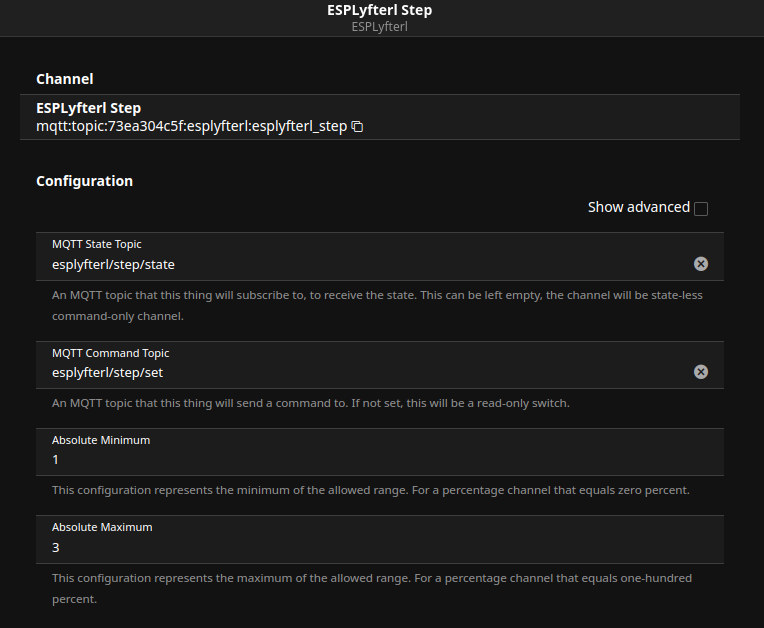 ESPLyfterl Step
ESPLyfterl
Channel
ESPLyfterl Step
mqtt:topic:73ea304c5f:esplyfterl:esplyfterl_step
Configuration
Show advanced
MQTT State Topic
esplyfterl/step/state
An MQTT topic that this thing will subscribe to, to receive the state. This can be left empty, the channel will be state-less
command-only channel.
MQTT Command Topic
esplyfterl/step/set
An MQTT topic that this thing will send a command to. If not set, this will be a read-only switch.
Absolute Minimum
1
This configuration represents the minimum of the allowed range. For a percentage channel that equals zero percent.
Absolute Maximum
3
This configuration represents the maximum of the allowed range. For a percentage channel that equals one-hundred
percent.